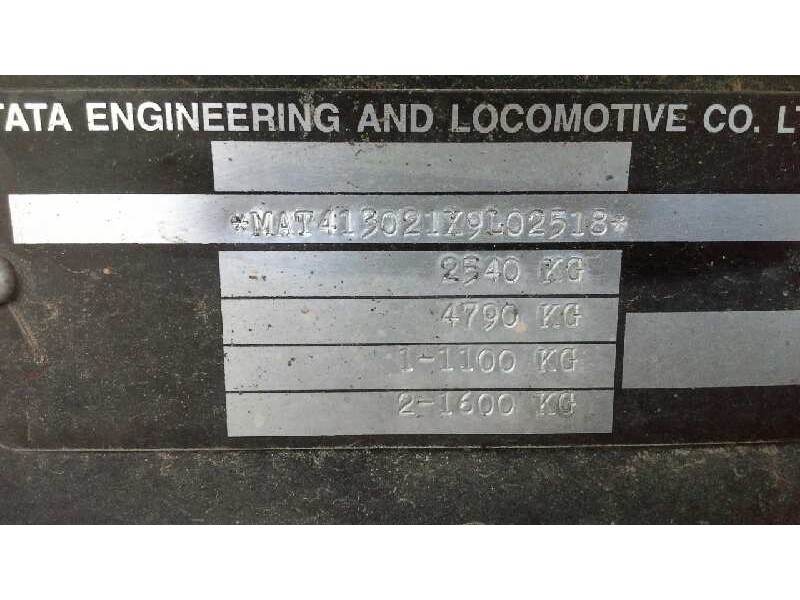 TATA ENGINEERING AND LOCOMOTIVE CO. LT
*MAT413021X9L02518*
2540 KG
4790 KG
1-1100 KG
2-1600 KG